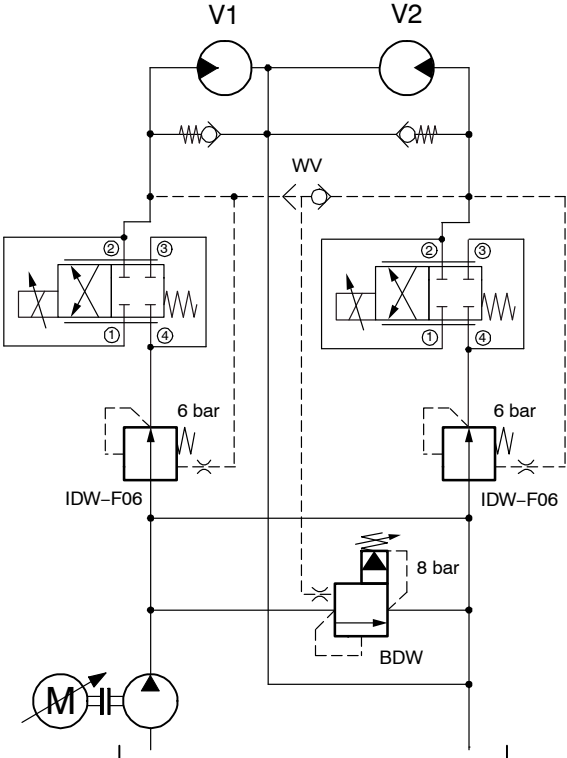 V1 V2
WV
② ③ ② ③
① ④ ① ④
6 bar 6 bar
IDW–F06 IDW–F06
8 bar
BDW
M